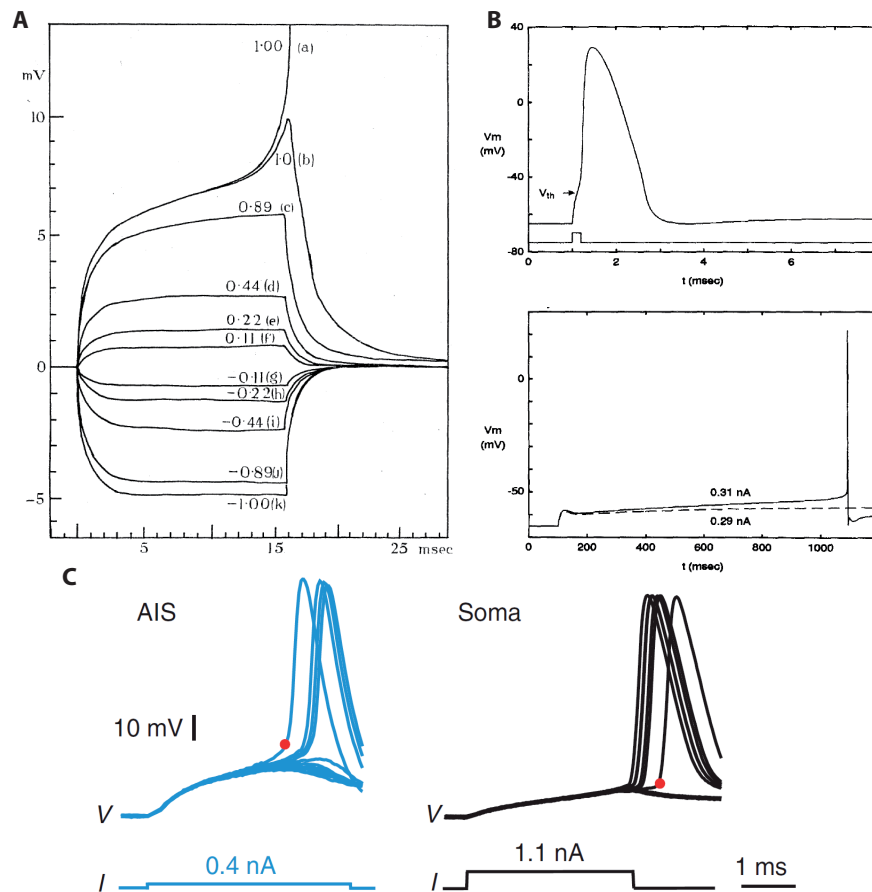 A
mV
10
5
0
-5
1.00 (a)
1.0 (b)
0.89 (c)
0.44 (d)
0.22 (e)
0.11 (f)
-0.11 (g)
-0.22 (h)
-0.44 (i)
-0.89 (j)
-1.00 (k)
5
15
25
msec
B
40
0
-40
-80
Vm
(mV)
Vth
0
2
4
6
t (msec)
0
-50
Vm
(mV)
0.31 nA
0.29 nA
0
200
400
600
800
1000
t (msec)
C
AIS
Soma
10 mV
V
V
I
0.4 nA
I
1.1 nA
1 ms